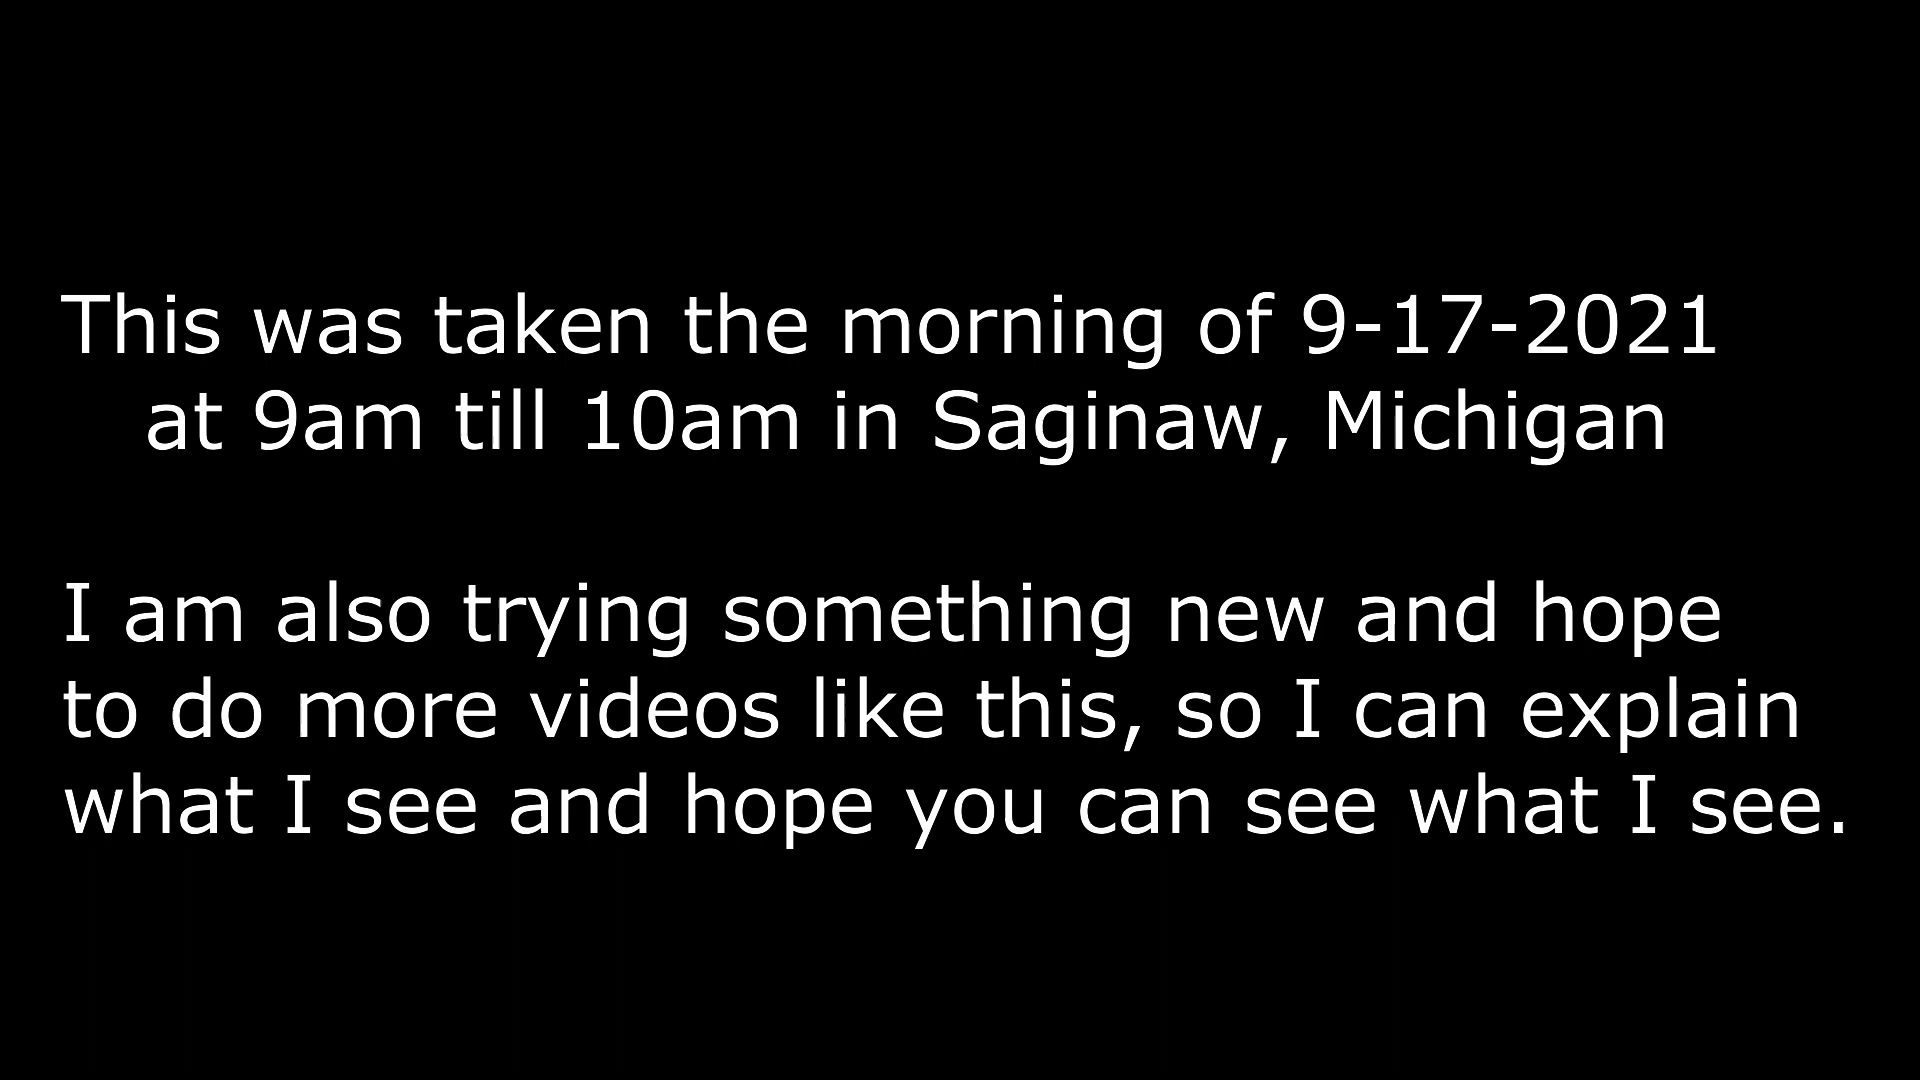 This was taken the morning of 9-17-2021
at 9am till 10am in Saginaw, Michigan
I am also trying something new and hope
to do more videos like this, so I can explain
what I see and hope you can see what I see.